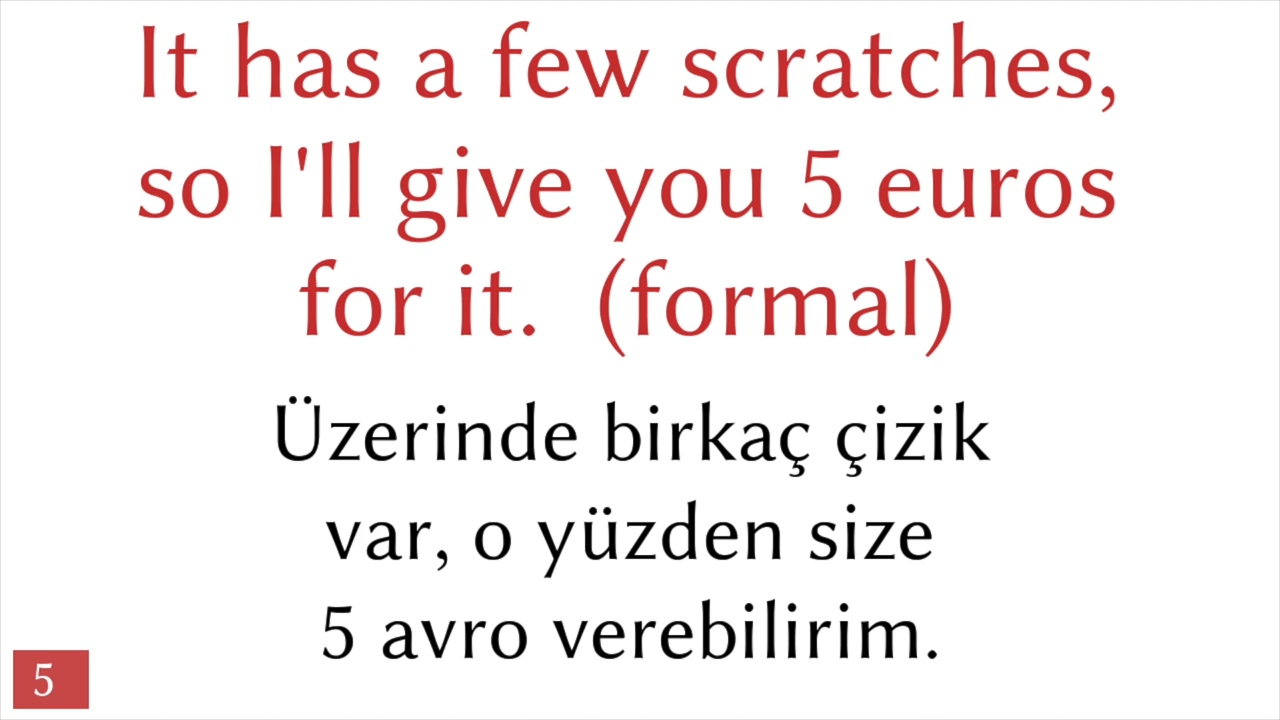 It has a few scratches,
so I'll give you 5 euros
for it. (formal)
Üzerinde birkaç çizik
var, o yüzden size
5 avro verebilirim.
5